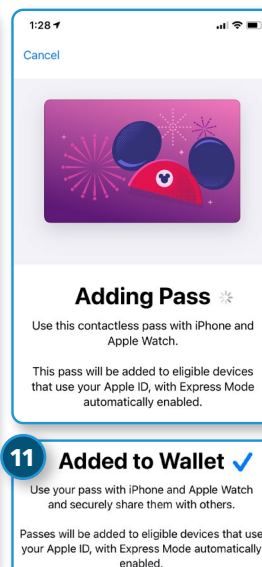 1:28
Cancel
Adding Pass
Use this contactless pass with iPhone and
Apple Watch.
This pass will be added to eligible devices
that use your Apple ID, with Express Mode
automatically enabled.
11
Added to Wallet
Use your pass with iPhone and Apple Watch
and securely share them with others.
Passes will be added to eligible devices that use
your Apple ID, with Express Mode automatically
enabled.